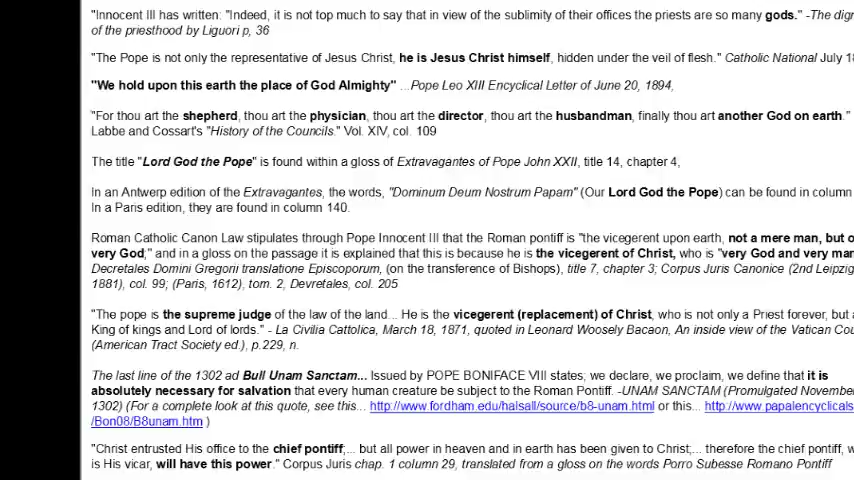 "Innocent III has written: "Indeed, it is not top much to say that in view of the sublimity of their offices the priests are so many gods." -The dig
of the priesthood by Liguori p, 36
"The Pope is not only the representative of Jesus Christ, he is Jesus Christ himself, hidden under the veil of flesh." Catholic National July 1
"We hold upon this earth the place of God Almighty" ...Pope Leo XIII Encyclical Letter of June 20, 1894,
"For thou art the shepherd, thou art the physician, thou art the director, thou art the husbandman, finally thou art another God on earth."
Labbe and Cossart's "History of the Councils." Vol. XIV, col. 109
The title "Lord God the Pope" is found within a gloss of Extravagantes of Pope John XXII, title 14, chapter 4,
In an Antwerp edition of the Extravagantes, the words, "Dominum Deum Nostrum Papam" (Our Lord God the Pope) can be found in column
In a Paris edition, they are found in column 140.
Roman Catholic Canon Law stipulates through Pope Innocent III that the Roman pontiff is "the vicegerent upon earth, not a mere man, but
very God;" and in a gloss on the passage it is explained that this is because he is the vicegerent of Christ, who is "very God and very
Decretales Domini Gregorii translatione Episcoporum, (on the transference of Bishops), title 7, chapter 3; Corpus Juris Canonice (2nd Leipzig
1881), col. 99; (Paris, 1612), tom. 2, Devretales, col. 205
"The pope is the supreme judge of the law of the land... He is the vicegerent (replacement) of Christ, who is not only a Priest forever, but
King of kings and Lord of lords." - La Civilia Cattolica, March 18, 1871, quoted in Leonard Woosely Bacaon, An inside view of the Vatican
(American Tract Society ed.), p.229, n.
The last line of the 1302 ad Bull Unam Sanctam... Issued by POPE BONIFACE VIII states; we declare, we proclaim, we define that it is
absolutely necessary for salvation that every human creature be subject to the Roman Pontiff. -UNAM SANCTAM (Promulgated November
1302) (For a complete look at this quote, see this... http://www.fordham.edu/halsall/source/b8-unam.html or this... http://www.papalencyclicals
/Bon08/B8unam.htm )
"Christ entrusted His office to the chief pontiff;... but all power in heaven and in earth has been given to Christ;... therefore the chief pontiff,
is His vicar, will have this power." Corpus Juris chap. 1 column 29, translated from a gloss on the words Porro Subesse Romano Pontiff